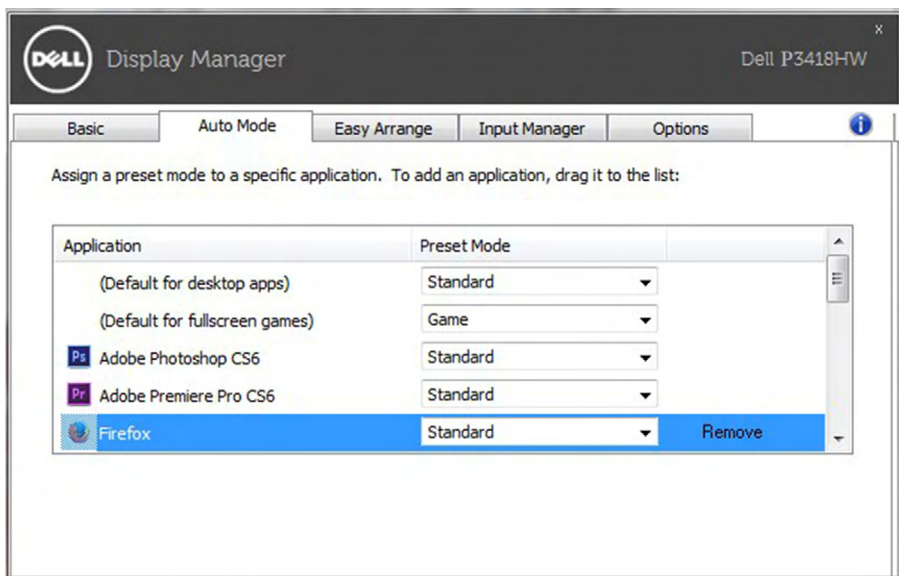 x
DELL Display Manager Dell P3418HW
Basic Auto Mode Easy Arrange Input Manager Options i
Assign a preset mode to a specific application. To add an application, drag it to the list:
Application Preset Mode
(Default for desktop apps) Standard
(Default for fullscreen games) Game
Ps Adobe Photoshop CS6 Standard
Pr Adobe Premiere Pro CS6 Standard
Firefox Standard Remove